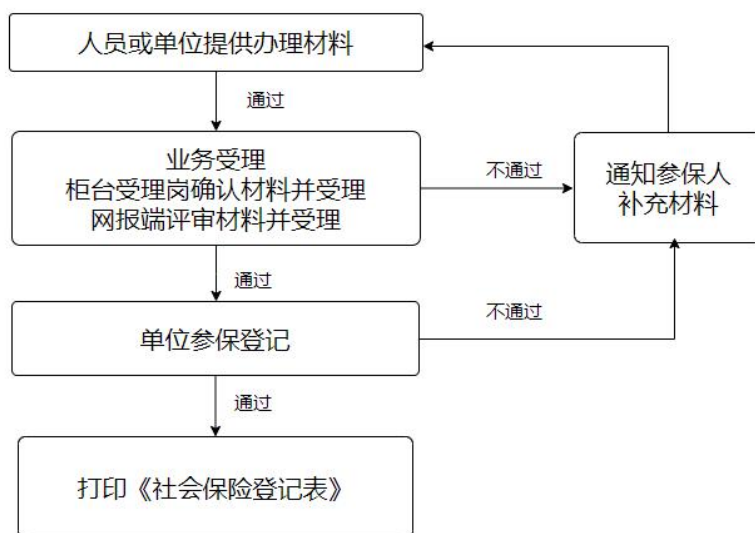 人员或单位提供办理材料
通过
业务受理
柜台受理岗确认材料并受理
网报端评审材料并受理
不通过
通知参保人
补充材料
通过
单位参保登记
不通过
通过
打印《社会保险登记表》